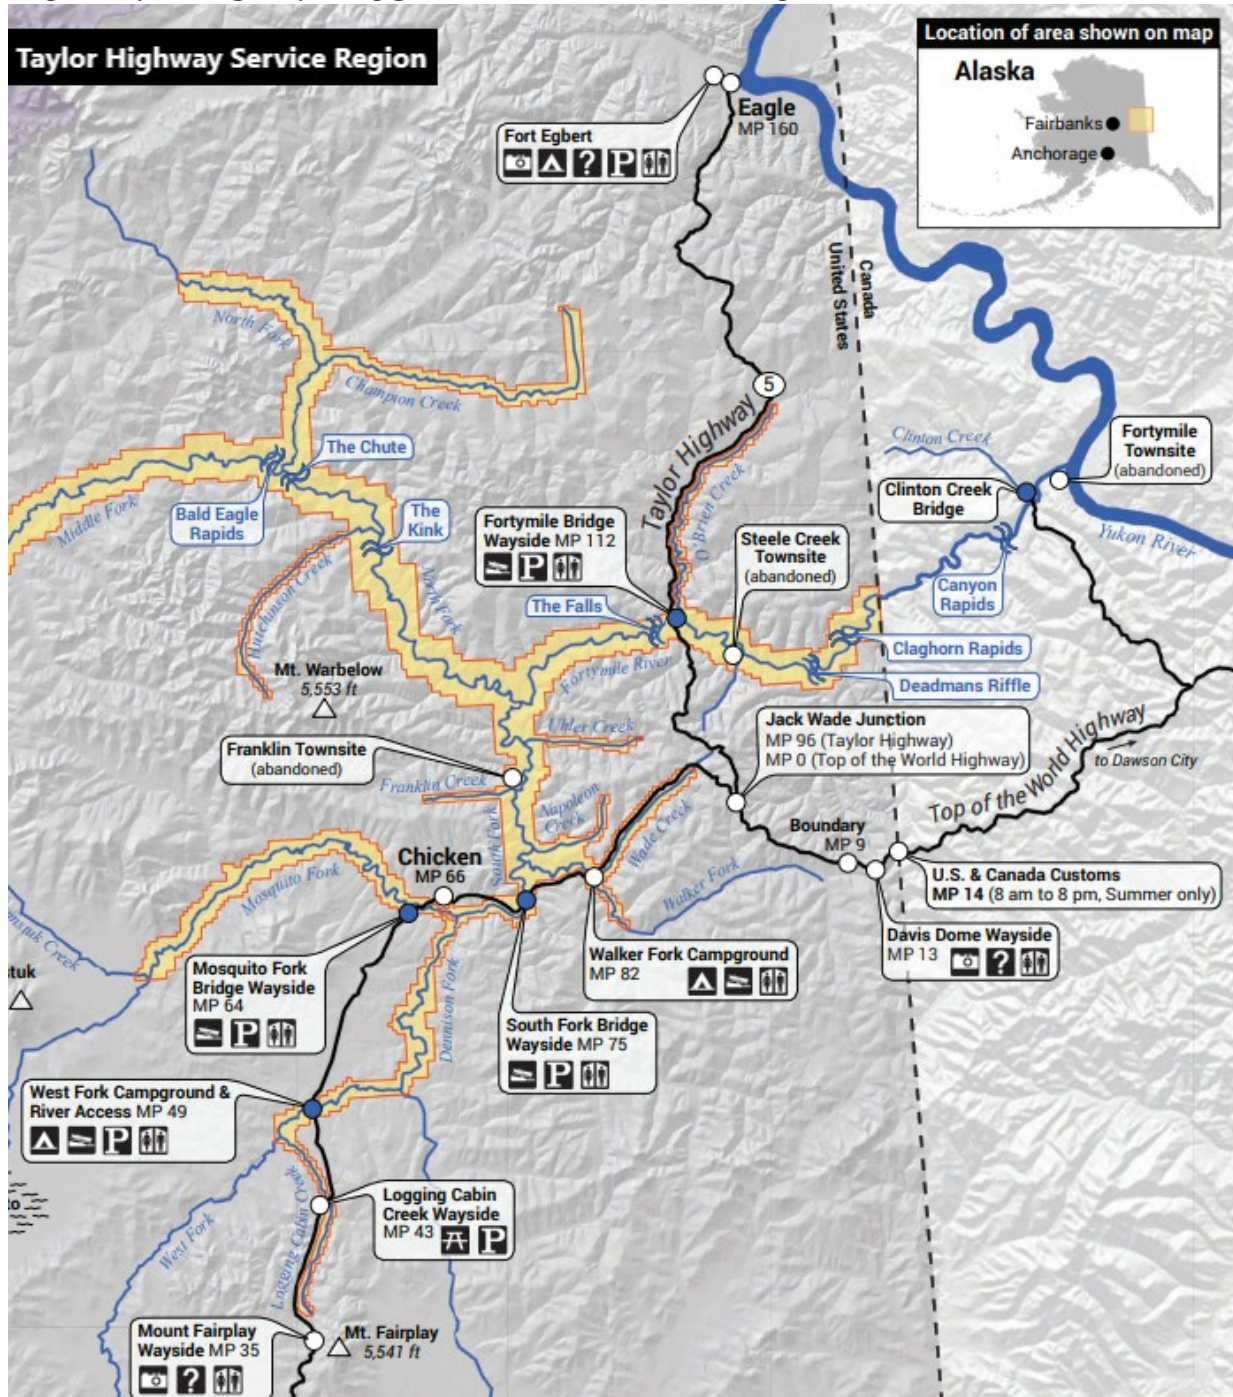 Taylor Highway Service Region
Location of area shown on map
Alaska
Fairbanks
Anchorage
Eagle
MP 160
Fort Egbert
?
P
United States
Canada
North Fork
Champion Creek
5
Taylor Highway
O'Brien Creek
The Chute
Bald Eagle
Rapids
The
Kink
Middle Fork
Hutchinson Creek
North Fork
Fortymile Bridge
Wayside MP 112
P
Steele Creek
Townsite
(abandoned)
Clinton Creek
Fortymile
Townsite
(abandoned)
Clinton Creek
Bridge
Yukon River
Canyon
Rapids
The Falls
Claghorn Rapids
Deadmans Riffle
Fortymile River
Mt. Warbelow
5,553 ft
Uhler Creek
Franklin Townsite
(abandoned)
Franklin Creek
Napoleon
Creek
South Fork
Jack Wade Junction
MP 96 (Taylor Highway)
MP 0 (Top of the World Highway)
Top of the World Highway
to Dawson City
Wade Creek
Boundary
MP 9
U.S. & Canada Customs
MP 14 (8 am to 8 pm, Summer only)
Walker Fork
Davis Dome Wayside
MP 13
?
Chicken
MP 66
Mosquito Fork
Walker Fork Campground
MP 82
Mosquito Fork
Bridge Wayside
MP 64
P
Dennison Fork
South Fork Bridge
Wayside MP 75
P
West Fork Campground &
River Access MP 49
P
Logging Cabin
Creek Wayside
MP 43
P
Logging Cabin Creek
West Fork
Mount Fairplay
Wayside MP 35
?
Mt. Fairplay
5,541 ft